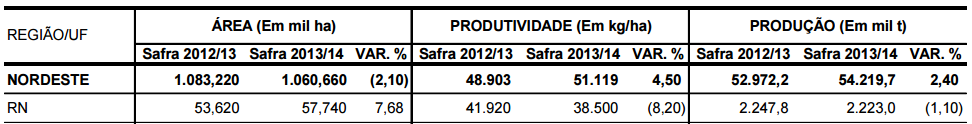 REGIÃO/UF ÁREA (Em mil ha) PRODUTIVIDADE (Em kg/ha) PRODUÇÃO (Em mil t)
Safra 2012/13 Safra 2013/14 VAR. % Safra 2012/13 Safra 2013/14 VAR. % Safra 2012/13 Safra 2013/14 VAR. %
NORDESTE 1.083,220 1.060,660 (2,10) 48.903 51.119 4,50 52.972,2 54.219,7 2,40
RN 53,620 57,740 7,68 41.920 38.500 (8,20) 2.247,8 2.223,0 (1,10)